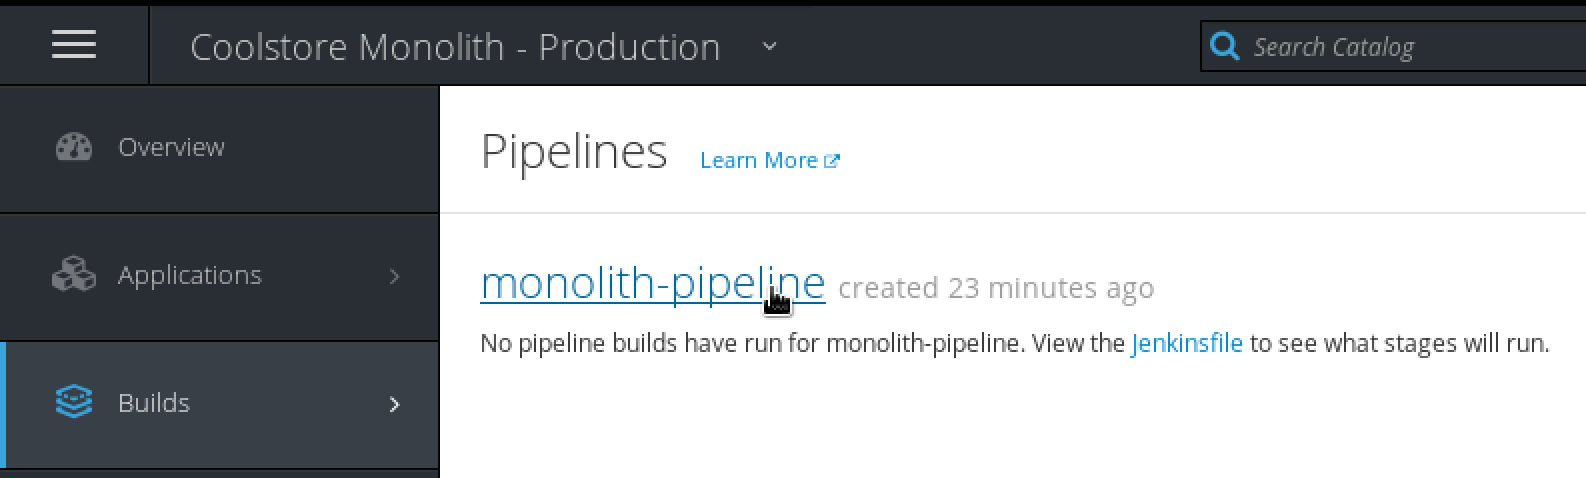 Coolstore Monolith - Production
Search Catalog
Overview
Applications
Builds
Pipelines Learn More
monolith-pipeline created 23 minutes ago
No pipeline builds have run for monolith-pipeline. View the Jenkinsfile to see what stages will run.